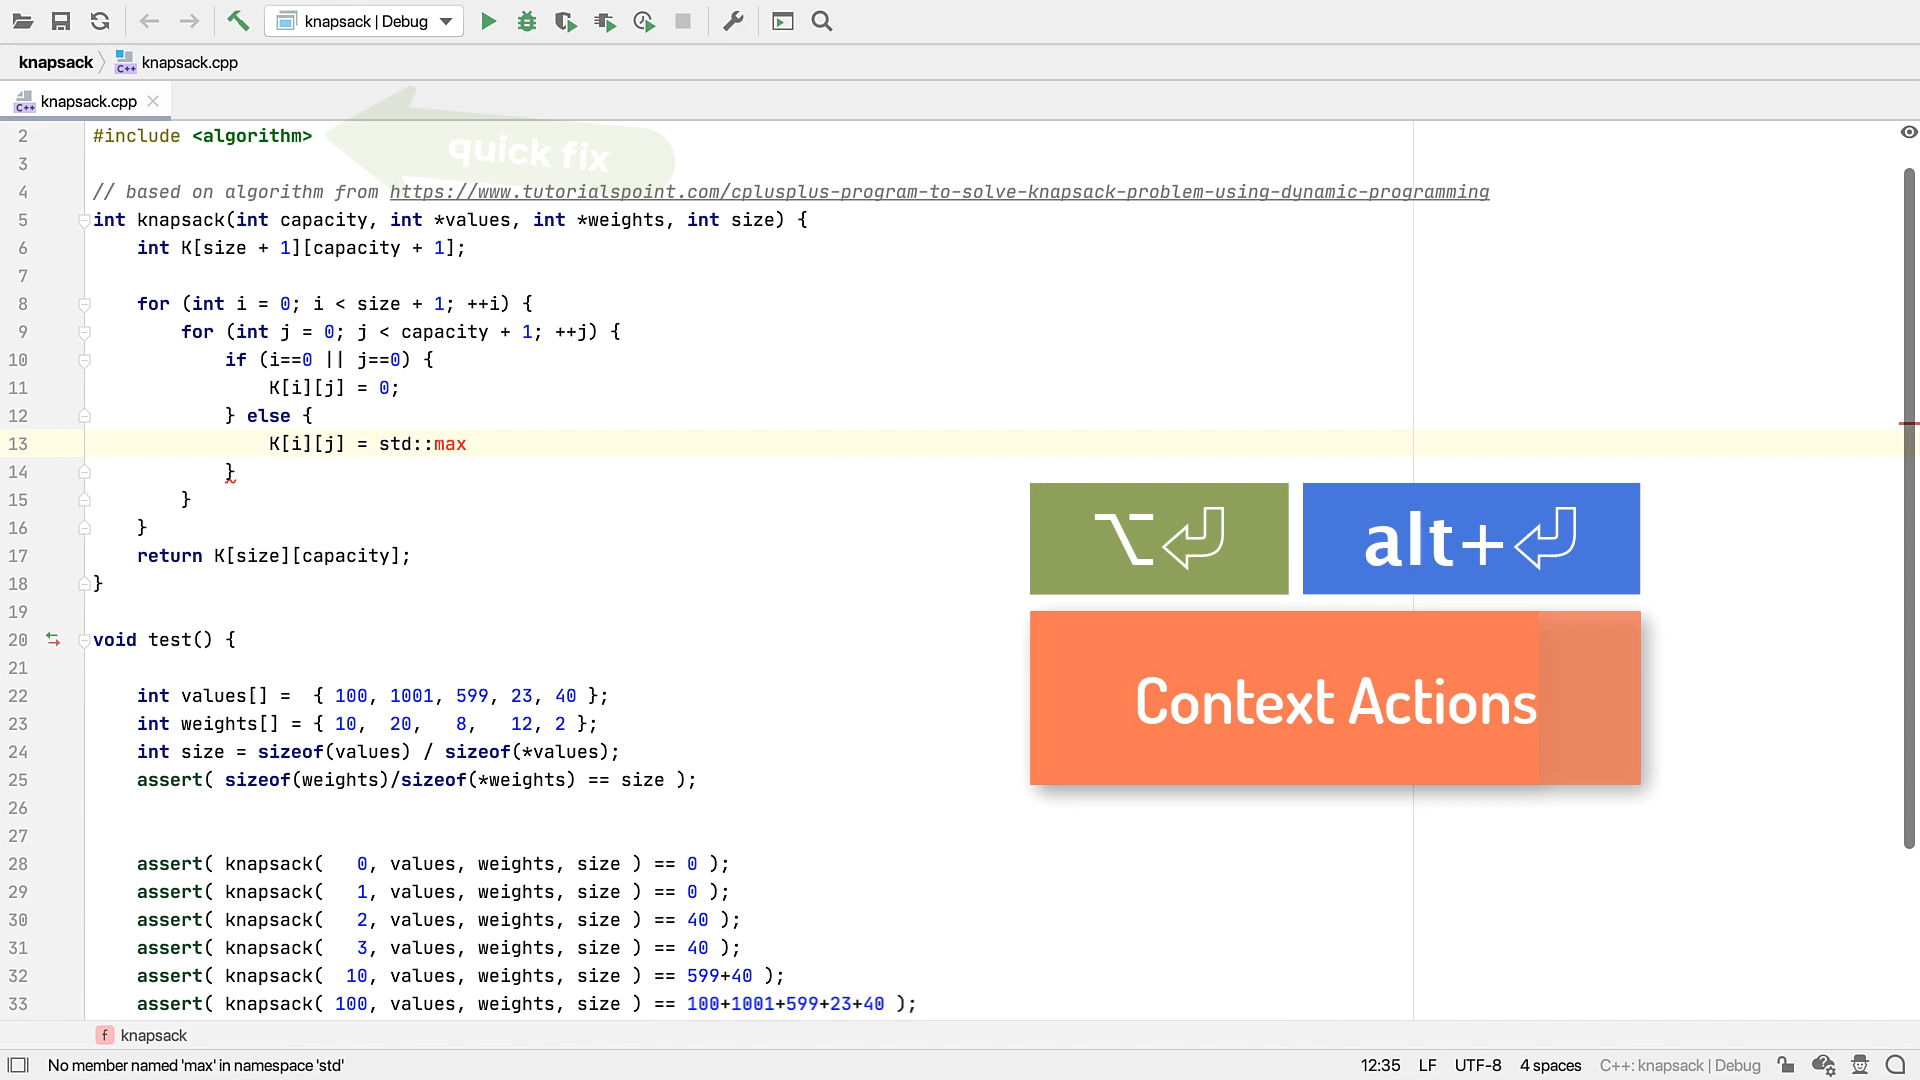 knapsack | Debug
knapsack
C++ knapsack.cpp
C++ knapsack.cpp
quick fix
2 #include <algorithm>
3
4 // based on algorithm from https://www.tutorialspoint.com/cplusplus-program-to-solve-knapsack-problem-using-dynamic-programming
5 int knapsack(int capacity, int *values, int *weights, int size) {
6 int K[size + 1][capacity + 1];
7
8 for (int i = 0; i < size + 1; ++i) {
9 for (int j = 0; j < capacity + 1; ++j) {
10 if (i==0 || j==0) {
11 K[i][j] = 0;
12 } else {
13 K[i][j] = std::max
14 }
15 }
16 }
17 return K[size][capacity];
18 }
19
20 void test() {
21
22 int values[] = { 100, 1001, 599, 23, 40 };
23 int weights[] = { 10, 20, 8, 12, 2 };
24 int size = sizeof(values) / sizeof(*values);
25 assert( sizeof(weights)/sizeof(*weights) == size );
26
27
28 assert( knapsack( 0, values, weights, size ) == 0 );
29 assert( knapsack( 1, values, weights, size ) == 0 );
30 assert( knapsack( 2, values, weights, size ) == 40 );
31 assert( knapsack( 3, values, weights, size ) == 40 );
32 assert( knapsack( 10, values, weights, size ) == 599+40 );
33 assert( knapsack( 100, values, weights, size ) == 100+1001+599+23+40 );
⌥⏎
alt+⏎
Context Actions
f knapsack
No member named 'max' in namespace 'std'
12:35 LF UTF-8 4 spaces C++: knapsack | Debug